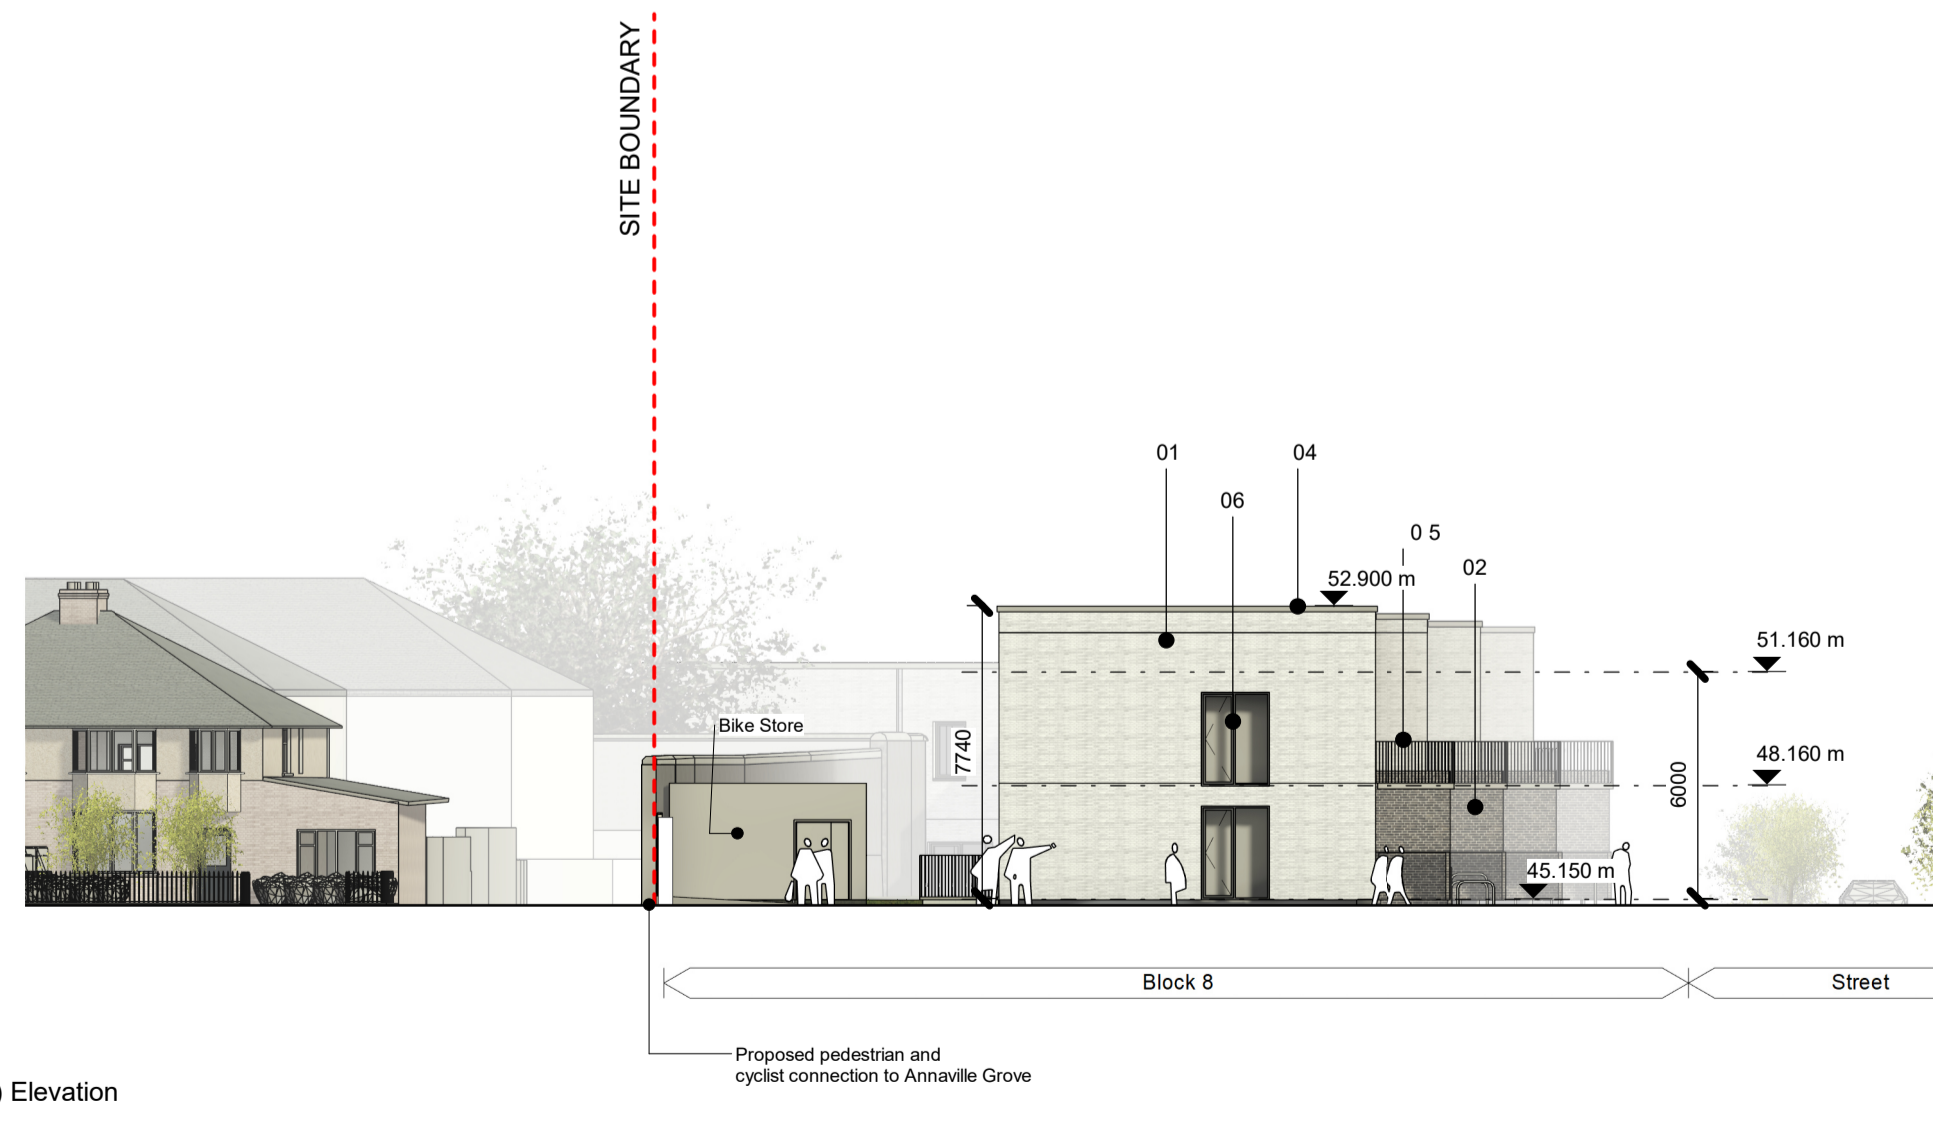 SITE BOUNDARY
01
04
06
0 5
52.900 m
02
51.160 m
Bike Store
7740
48.160 m
6000
45.150 m
Block 8
Street
Proposed pedestrian and
cyclist connection to Annaville Grove
) Elevation